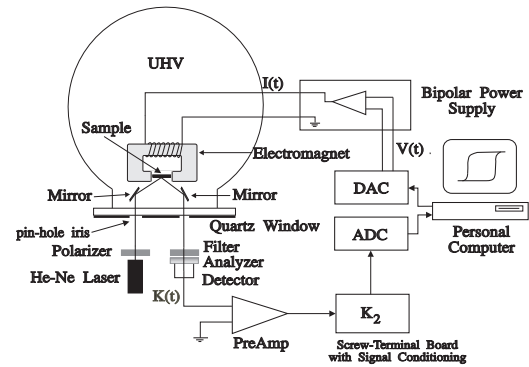 UHV
I(t)
Bipolar Power
Supply
Sample
Electromagnet
V(t)
Mirror
Mirror
DAC
pin-hole iris
Quartz Window
ADC
Personal
Computer
Polarizer
Filter
Analyzer
He-Ne Laser
Detector
K(t)
K2
PreAmp
Screw-Terminal Board
with Signal Conditioning